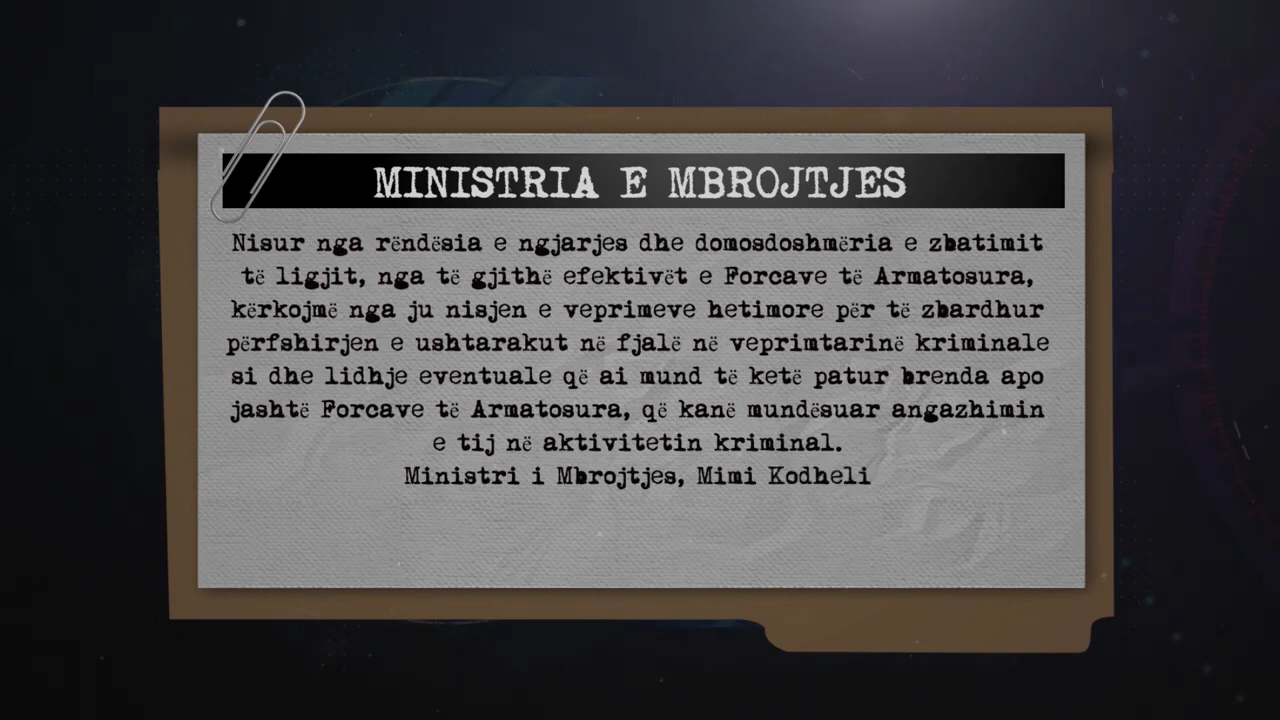 MINISTRIA E MBROJTJES
Nisur nga rëndësia e ngjarjes dhe domosdoshmëria e zbatimit
të ligjit, nga të gjithë efektivët e Forcave të Armatosura,
kërkojmë nga ju nisjen e veprimeve hetimore për të zbardhur
përfshirjen e ushtarakut në fjalë në veprimtarinë kriminale
si dhe lidhje eventuale që ai mund të ketë patur brenda apo
jashtë Forcave të Armatosura, që kanë mundësuar angazhimin
e tij në aktivitetin kriminal.
Ministri i Mbrojtjes, Mimi Kodheli